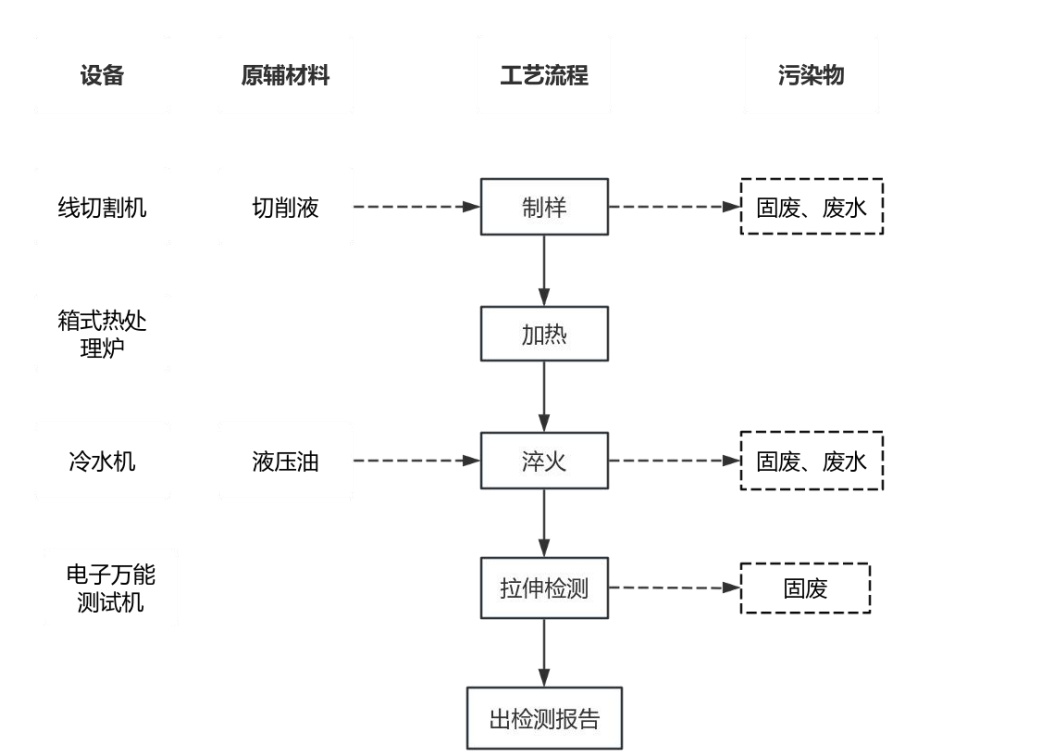 设备 原辅材料 工艺流程 污染物
线切割机 切削液 制样 固废、废水
箱式热处
理炉
加热
冷水机 液压油 淬火 固废、废水
电子万能
测试机
拉伸检测 固废
出检测报告